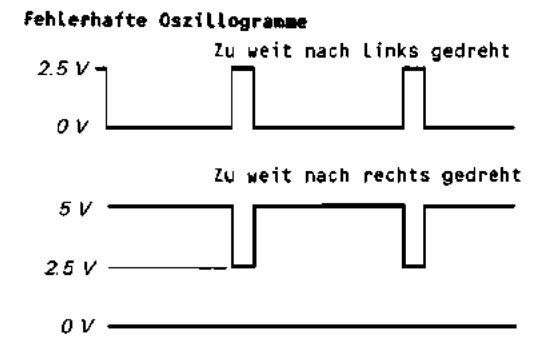 Fehlerhafte Oszillogramme
Zu weit nach links gedreht
2.5 V
0 V
Zu weit nach rechts gedreht
5 V
2.5 V
0 V